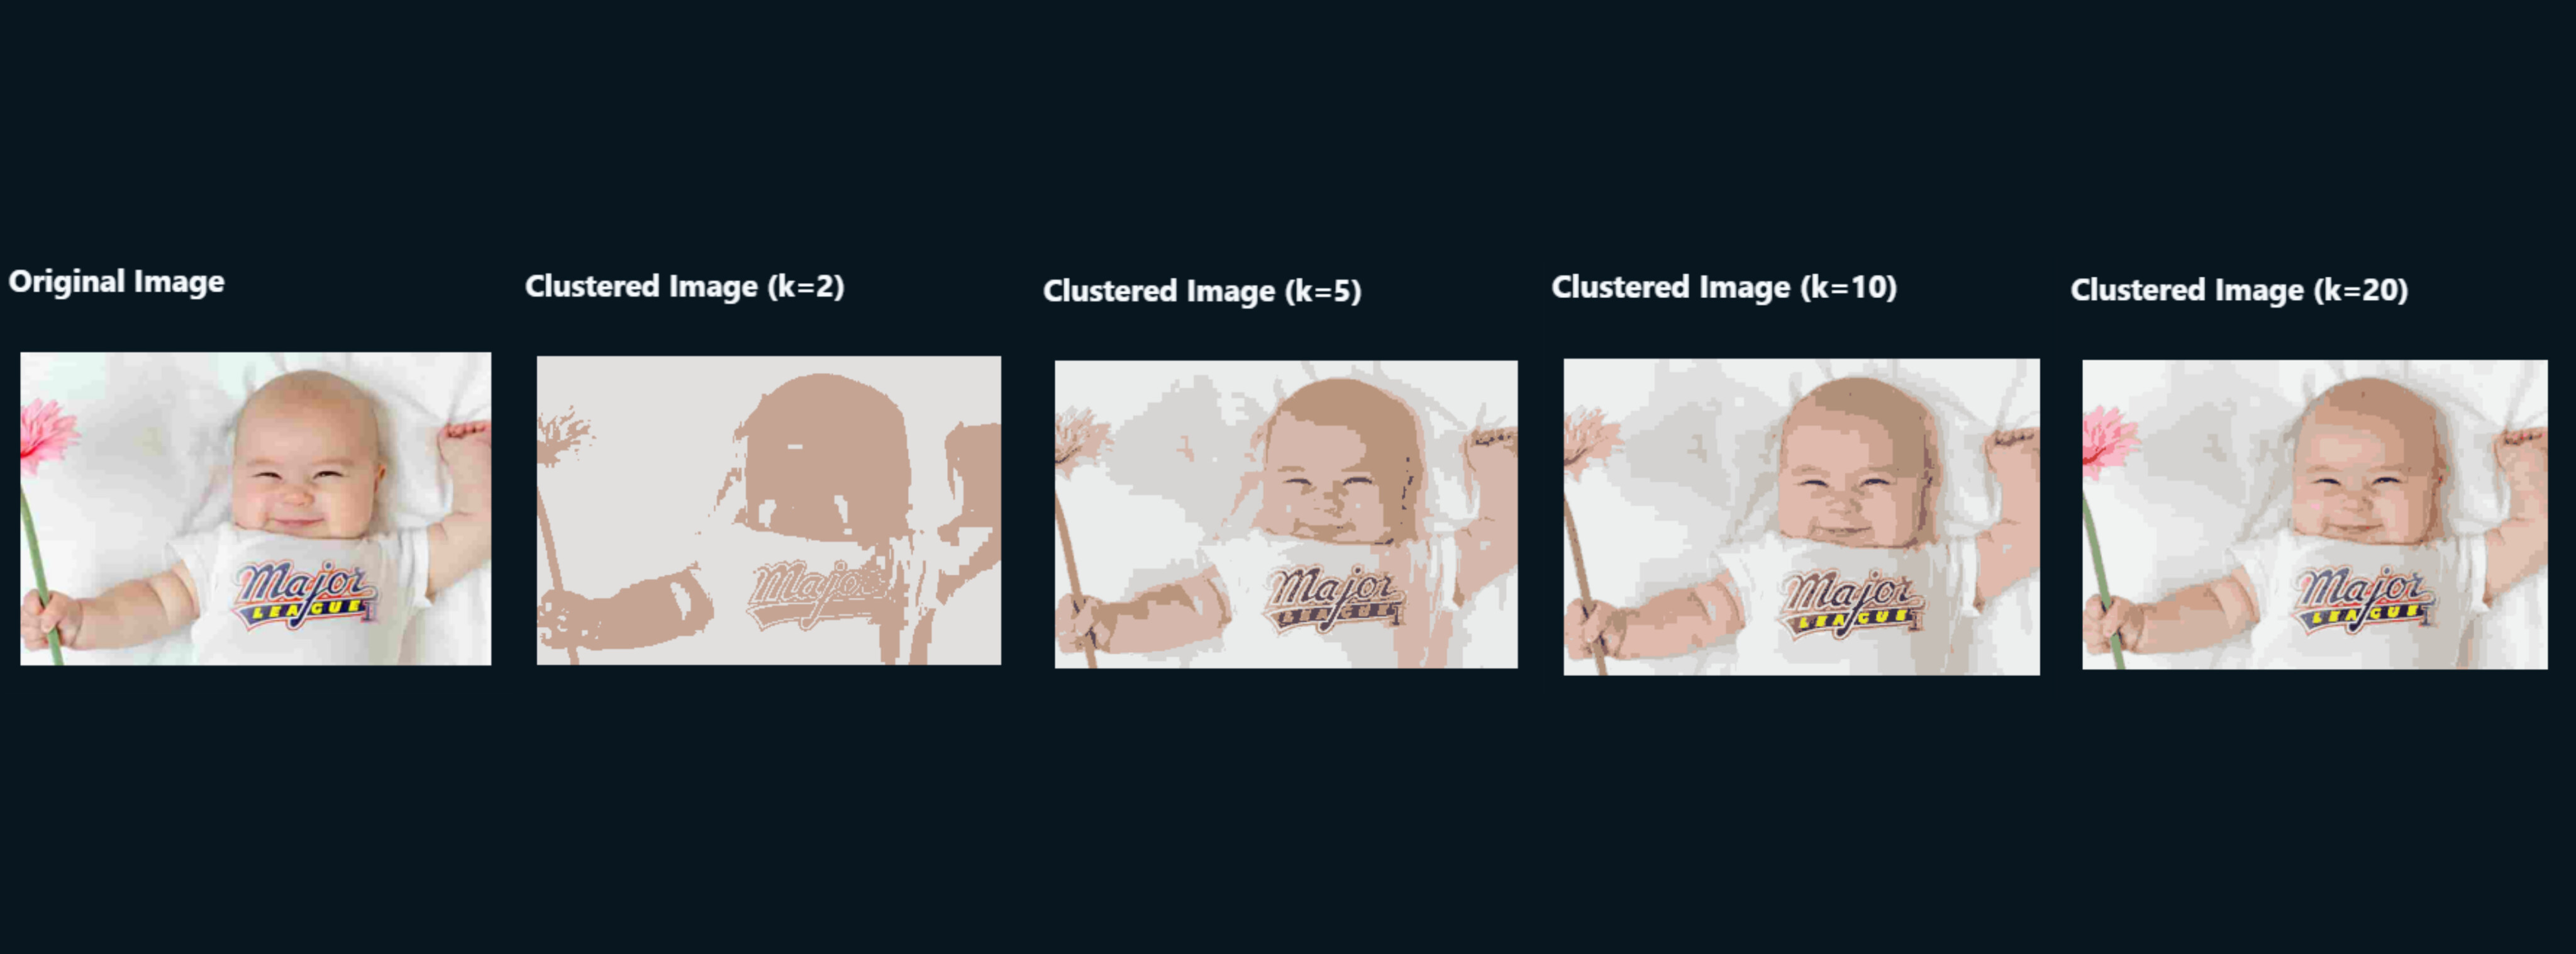 Original Image
Clustered Image (k=2)
Clustered Image (k=5)
Clustered Image (k=10)
Clustered Image (k=20)
Major
LEAGUE
Major
Major
LEAGUE
Major
LEAGUE
Major
LEAGUE